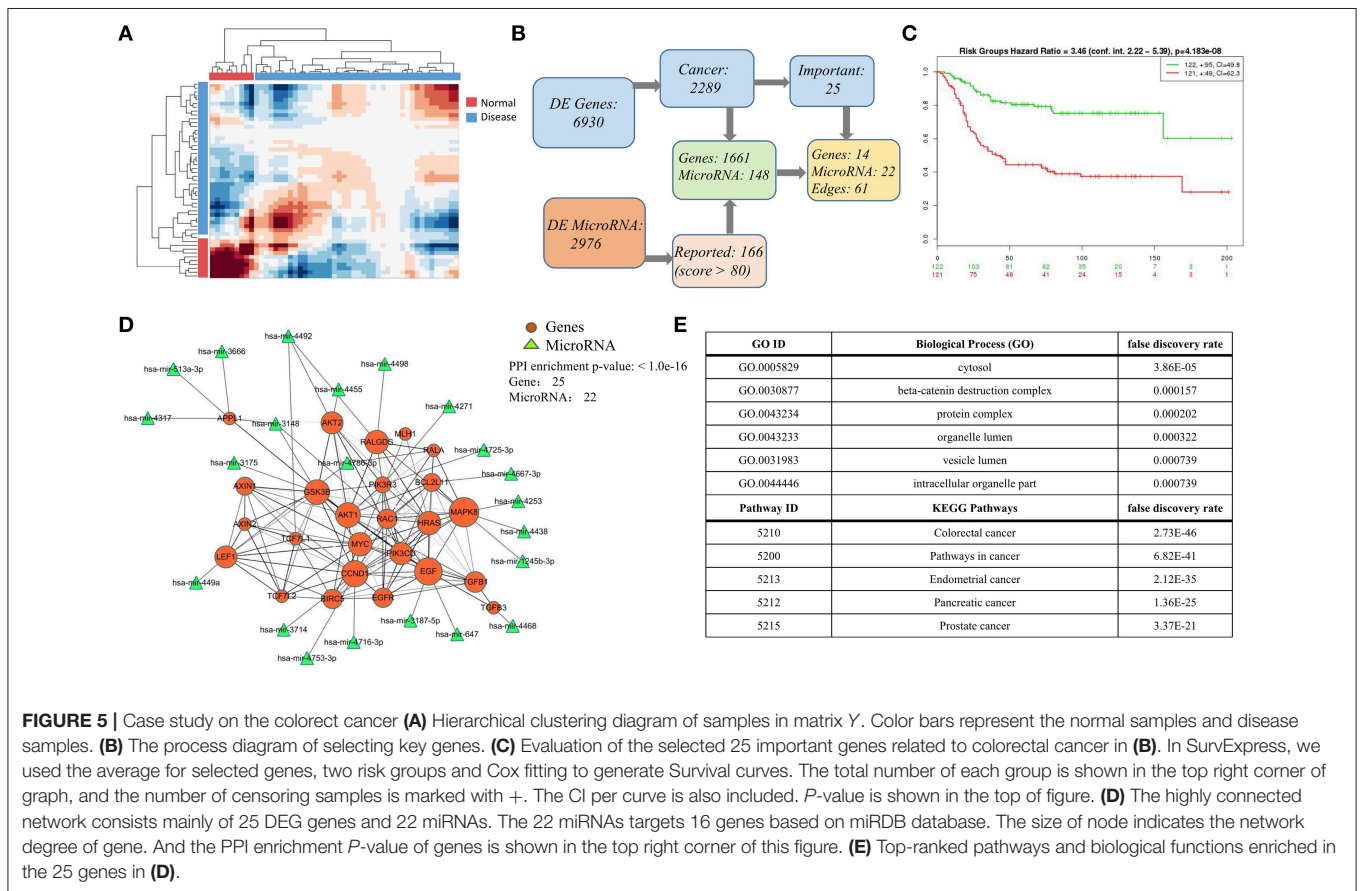 A
Normal
Disease
B
DE Genes:
6930
Cancer:
2289
Important:
25
Genes: 1661
MicroRNA: 148
Genes: 14
MicroRNA: 22
Edges: 61
DE MicroRNA:
2976
Reported: 166
(score > 80)
C
Risk Groups Hazard Ratio = 3.46 (conf. int. 2.22 ~ 5.39), p=4.183e-08
122, +:95, CI=49.8
121, +:49, CI=62.3
1.0
0.8
0.6
0.4
0.2
0.0
0 50 100 150 200
122 103 81 62 35 20 7 3 1
121 75 48 41 24 15 4 3 1
D
Genes
MicroRNA
PPI enrichment p-value: < 1.0e-16
Gene: 25
MicroRNA: 22
hsa-mir-4492
hsa-mir-3666
hsa-mir-4498
hsa-mir-513a-3p
hsa-mir-4455
hsa-mir-4271
hsa-mir-4317
APPL1
hsa-mir-3148
AKT2
RALGDS
MLH1
RALA
hsa-mir-4725-3p
hsa-mir-3175
hsa-mir-4786-3p
hsa-mir-4667-3p
AXIN1
GSK3B
PIK3R3
BCL2L11
hsa-mir-4253
AXIN2
AKT1
RAC1
HRAS
MAPK8
hsa-mir-4438
TCF7L1
LEF1
MYC
PIK3CD
hsa-mir-1245b-3p
hsa-mir-449a
CCND1
EGF
TGFB1
TCF7L2
BIRC5
EGFR
TGFB3
hsa-mir-3714
hsa-mir-4716-3p
hsa-mir-3187-5p
hsa-mir-647
hsa-mir-4468
hsa-mir-4753-3p
E
GO ID Biological Process (GO) false discovery rate
GO.0005829 cytosol 3.86E-05
GO.0030877 beta-catenin destruction complex 0.000157
GO.0043234 protein complex 0.000202
GO.0043233 organelle lumen 0.000322
GO.0031983 vesicle lumen 0.000739
GO.0044446 intracellular organelle part 0.000739
Pathway ID KEGG Pathways false discovery rate
5210 Colorectal cancer 2.73E-46
5200 Pathways in cancer 6.82E-41
5213 Endometrial cancer 2.12E-35
5212 Pancreatic cancer 1.36E-25
5215 Prostate cancer 3.37E-21
FIGURE 5 | Case study on the colorect cancer (A) Hierarchical clustering diagram of samples in matrix Y. Color bars represent the normal samples and disease
samples. (B) The process diagram of selecting key genes. (C) Evaluation of the selected 25 important genes related to colorectal cancer in (B). In SurvExpress, we
used the average for selected genes, two risk groups and Cox fitting to generate Survival curves. The total number of each group is shown in the top right corner of
graph, and the number of censoring samples is marked with +. The CI per curve is also included. P-value is shown in the top of figure. (D) The highly connected
network consists mainly of 25 DEG genes and 22 miRNAs. The 22 miRNAs targets 16 genes based on miRDB database. The size of node indicates the network
degree of gene. And the PPI enrichment P-value of genes is shown in the top right corner of this figure. (E) Top-ranked pathways and biological functions enriched in
the 25 genes in (D).